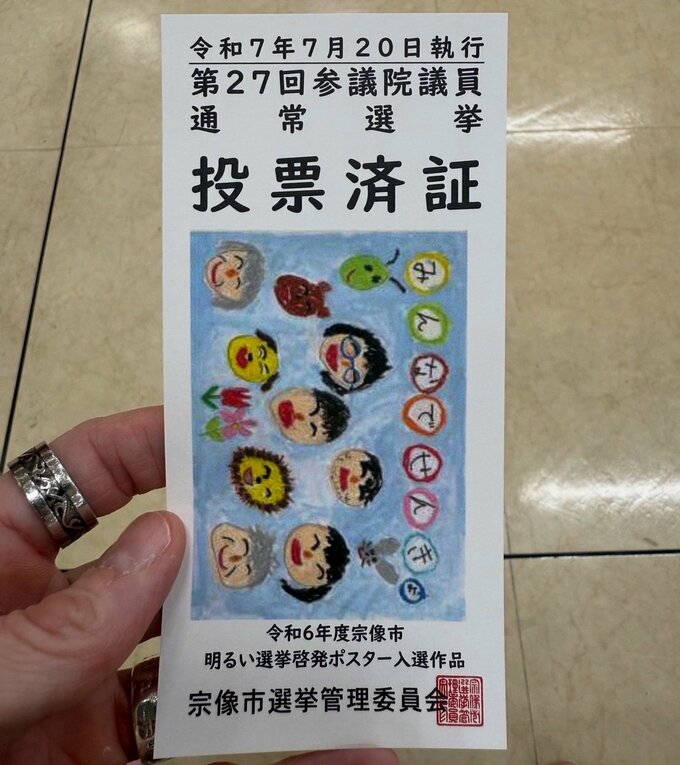 令和7年7月20日執行
第27回参議院議員
通常選挙
投票済証
みんなでせんきょ
令和6年度宗像市
明るい選挙啓発ポスター入選作品
宗像市選挙管理委員会